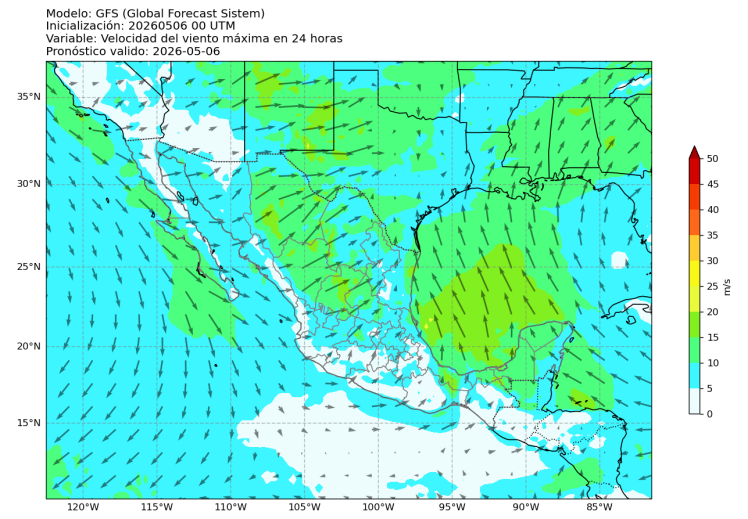 Modelo: GFS (Global Forecast Sistem)
Inicialización: 20260506 00 UTM
Variable: Velocidad del viento máxima en 24 horas
Pronóstico valido: 2026-05-06
35°N
30°N
25°N
20°N
15°N
120°W
115°W
110°W
105°W
100°W
95°W
90°W
85°W
50
45
40
35
30
25
20
15
10
5
0
m/s